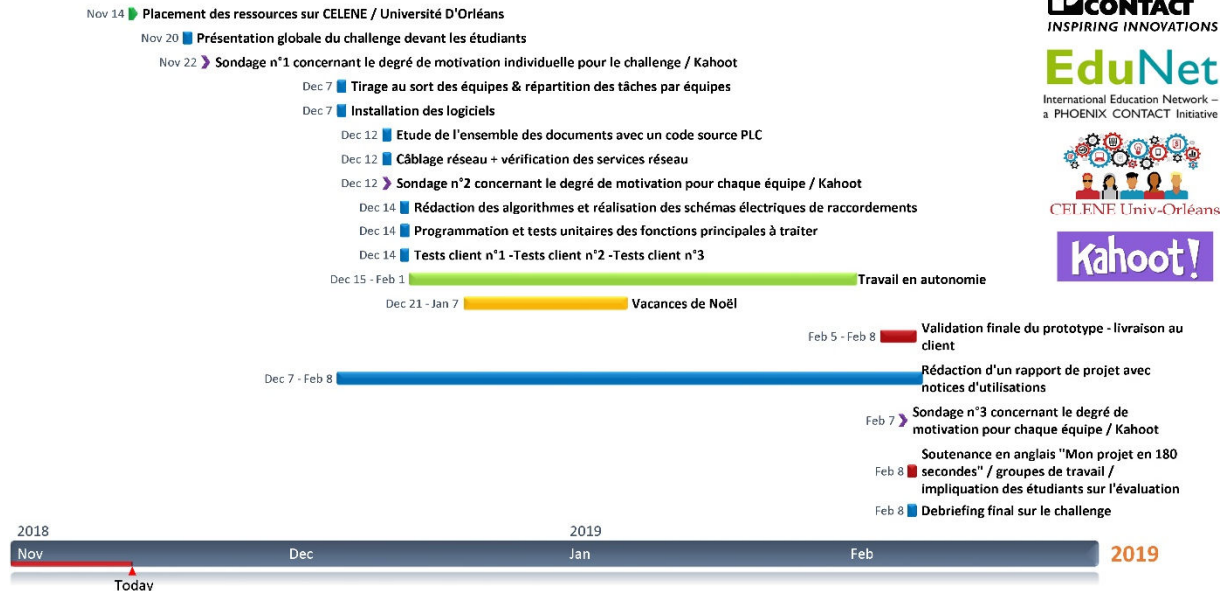 Nov 14 Placement des ressources sur CELENE / Université D'Orléans
Nov 20 Présentation globale du challenge devant les étudiants
Nov 22 Sondage n°1 concernant le degré de motivation individuelle pour le challenge / Kahoot
Dec 7 Tirage au sort des équipes & répartition des tâches par équipes
Dec 7 Installation des logiciels
Dec 12 Etude de l'ensemble des documents avec un code source PLC
Dec 12 Câblage réseau + vérification des services réseau
Dec 12 Sondage n°2 concernant le degré de motivation pour chaque équipe / Kahoot
Dec 14 Rédaction des algorithmes et réalisation des schémas électriques de raccordements
Dec 14 Programmation et tests unitaires des fonctions principales à traiter
Dec 14 Tests client n°1 -Tests client n°2 -Tests client n°3
Dec 15 - Feb 1 Travail en autonomie
Dec 21 - Jan 7 Vacances de Noël
Feb 5 - Feb 8 Validation finale du prototype - livraison au
client
Dec 7 - Feb 8 Rédaction d'un rapport de projet avec
notices d'utilisations
Feb 7 Sondage n°3 concernant le degré de
motivation pour chaque équipe / Kahoot
Soutenance en anglais "Mon projet en 180
Feb 8 secondes" / groupes de travail /
impliquation des étudiants sur l'évaluation
Feb 8 Debriefing final sur le challenge
CONTACT
INSPIRING INNOVATIONS
EduNet
International Education Network –
a PHOENIX CONTACT Initiative
CELENE Univ-Orléans
Kahoot!
2018 2019
Nov Dec Jan Feb 2019
Today